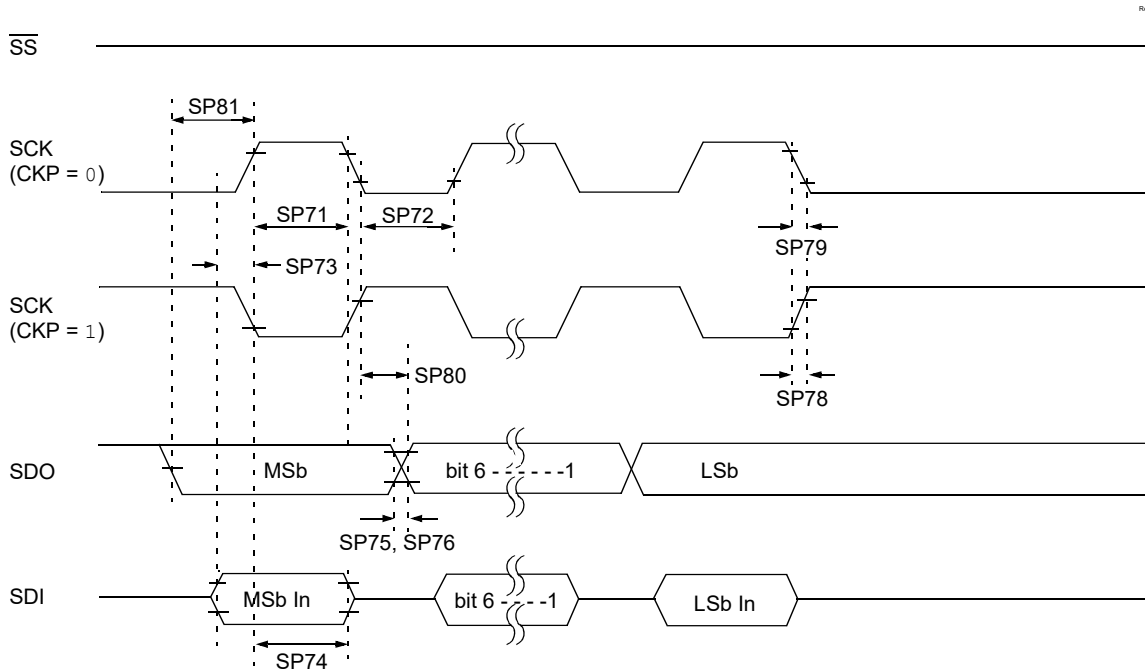 SS
SP81
SCK
(CKP = 0)
SP71
SP72
SP79
SP73
SCK
(CKP = 1)
SP80
SP78
SDO
MSb
bit 6 - - - - - -1
LSb
SP75, SP76
SDI
MSb In
bit 6 - - - -1
LSb In
SP74